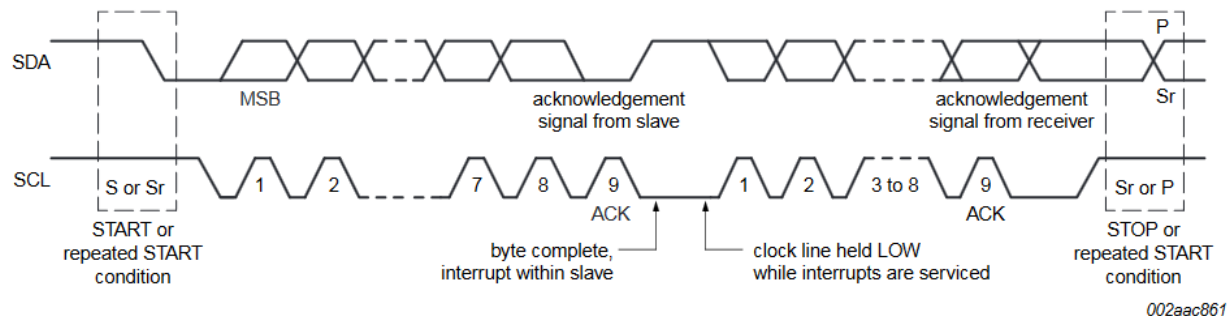 P
SDA
MSB
acknowledgement
signal from slave
acknowledgement
signal from receiver
Sr
SCL
S or Sr
1
2
7
8
9
1
2
3 to 8
9
Sr or P
ACK
ACK
START or
repeated START
condition
byte complete,
interrupt within slave
clock line held LOW
while interrupts are serviced
STOP or
repeated START
condition
002aac861